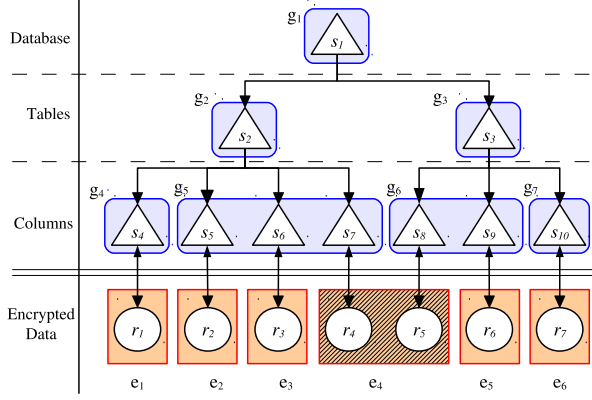 Database
g1
s1
Tables
g2
s2
g3
s3
Columns
g4
s4
g5
s5
s6
s7
g6
s8
s9
g7
s10
Encrypted
Data
r1
r2
r3
r4
r5
r6
r7
e1
e2
e3
e4
e5
e6